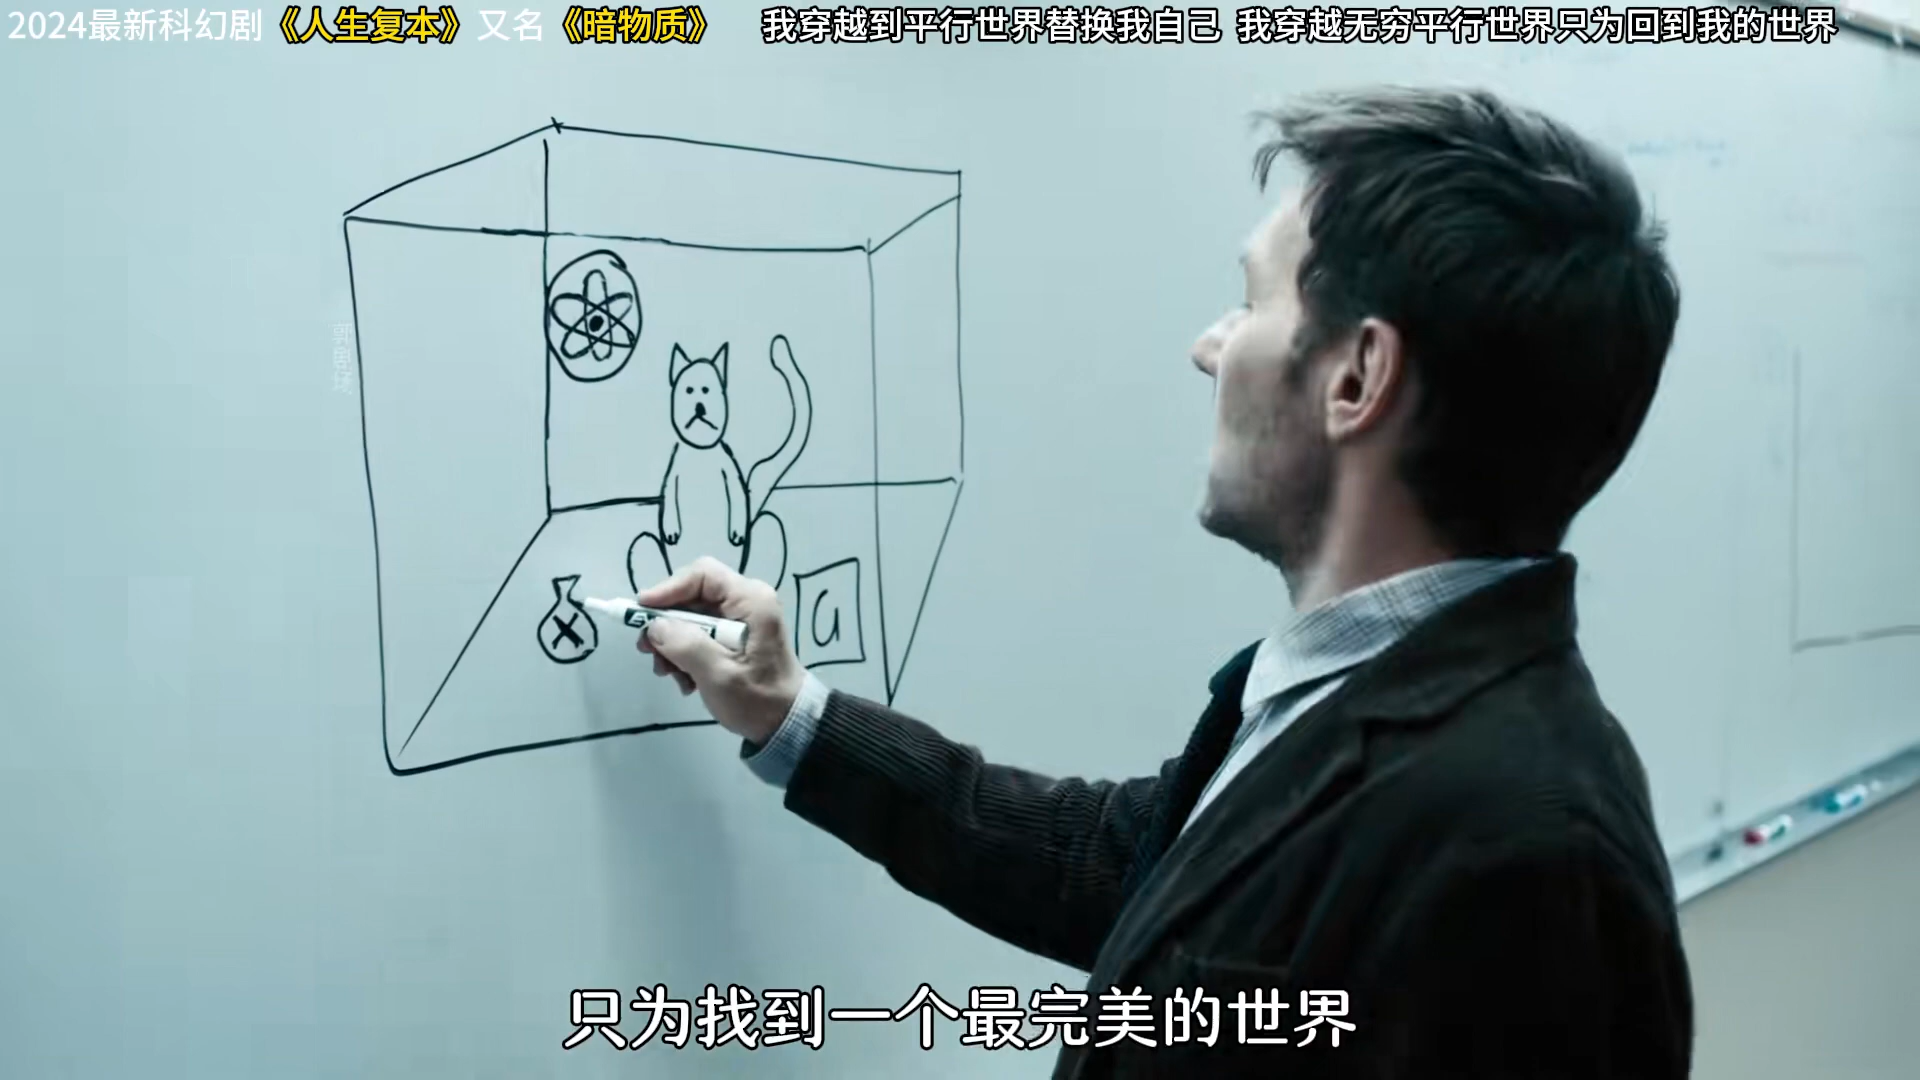 2024最新科幻剧《人生复本》又名《暗物质》 我穿越到平行世界替换我自己 我穿越无穷平行世界只为回到我的世界
郭剧场
X
a
只为找到一个最完美的世界